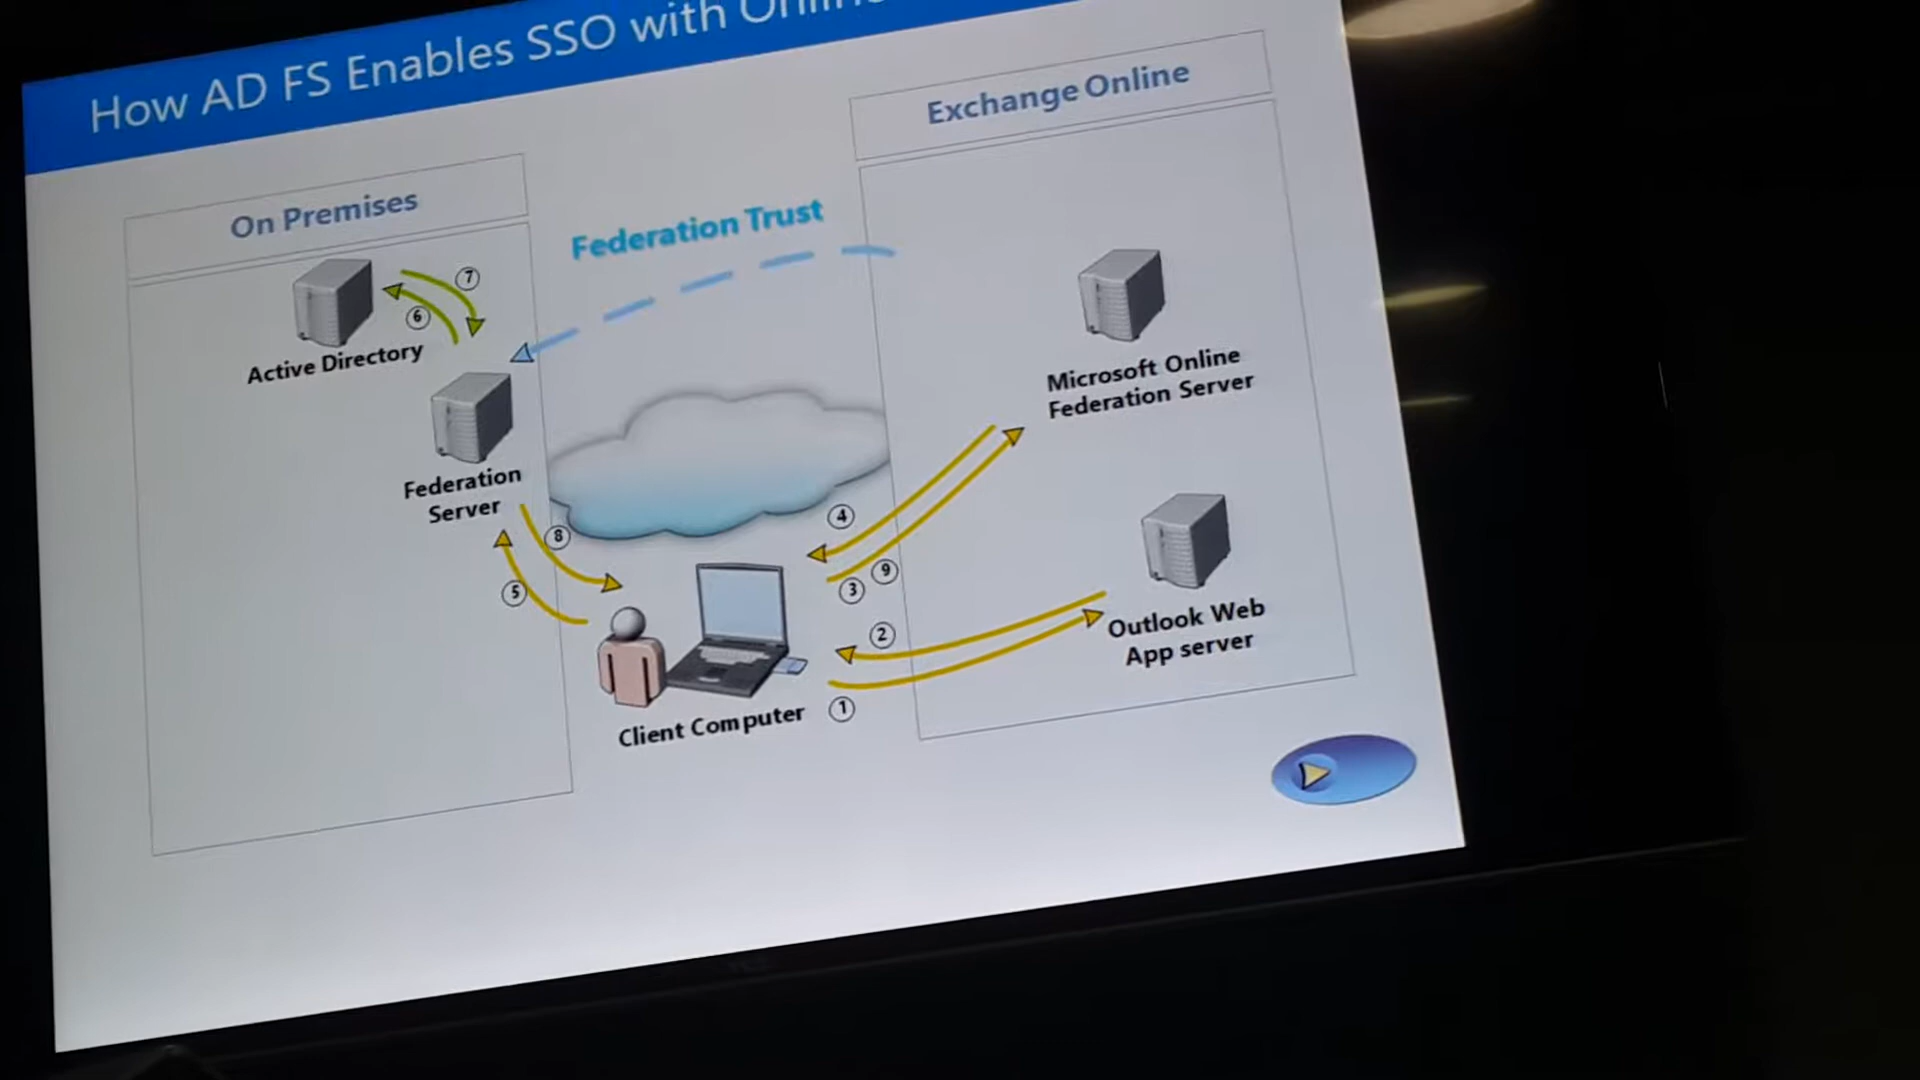 How AD FS Enables SSO with Online
Exchange Online
On Premises
Federation Trust
7
6
Active Directory
Microsoft Online
Federation Server
Federation
Server
4
8
9
3
5
2
Outlook Web
App server
1
Client Computer